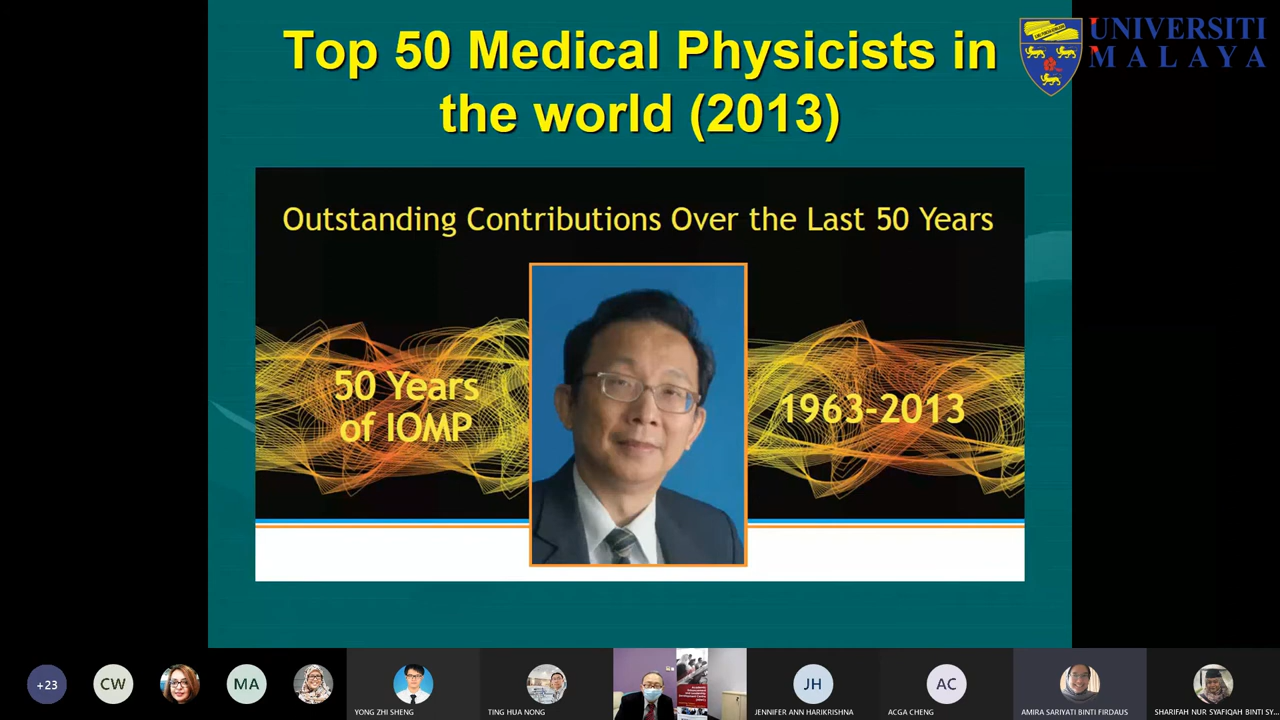 Top 50 Medical Physicists in
the world (2013)
UNIVERSITI
MALAYA
Outstanding Contributions Over the Last 50 Years
50 Years
of IOMP
1963-2013
+23
CW
MA
JH
AC
YONG ZHI SHENG
TING HUA NONG
JENNIFER ANN HARIKRISHNA
ACGA CHENG
AMIRA SARIYATI BINTI FIRDAUS
SHARIFAH NUR SYAFIQAH BINTI SY...